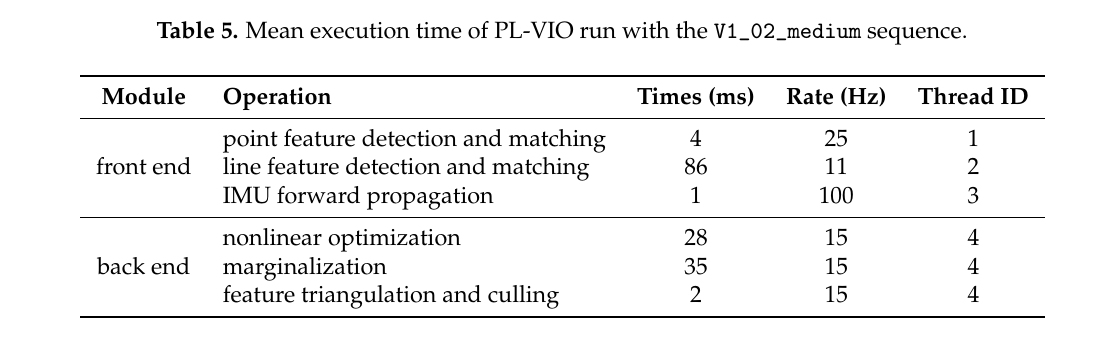 Table 5. Mean execution time of PL-VIO run with the V1_02_medium sequence.
Module Operation Times (ms) Rate (Hz) Thread ID
point feature detection and matching 4 25 1
front end line feature detection and matching 86 11 2
IMU forward propagation 1 100 3
nonlinear optimization 28 15 4
back end marginalization 35 15 4
feature triangulation and culling 2 15 4